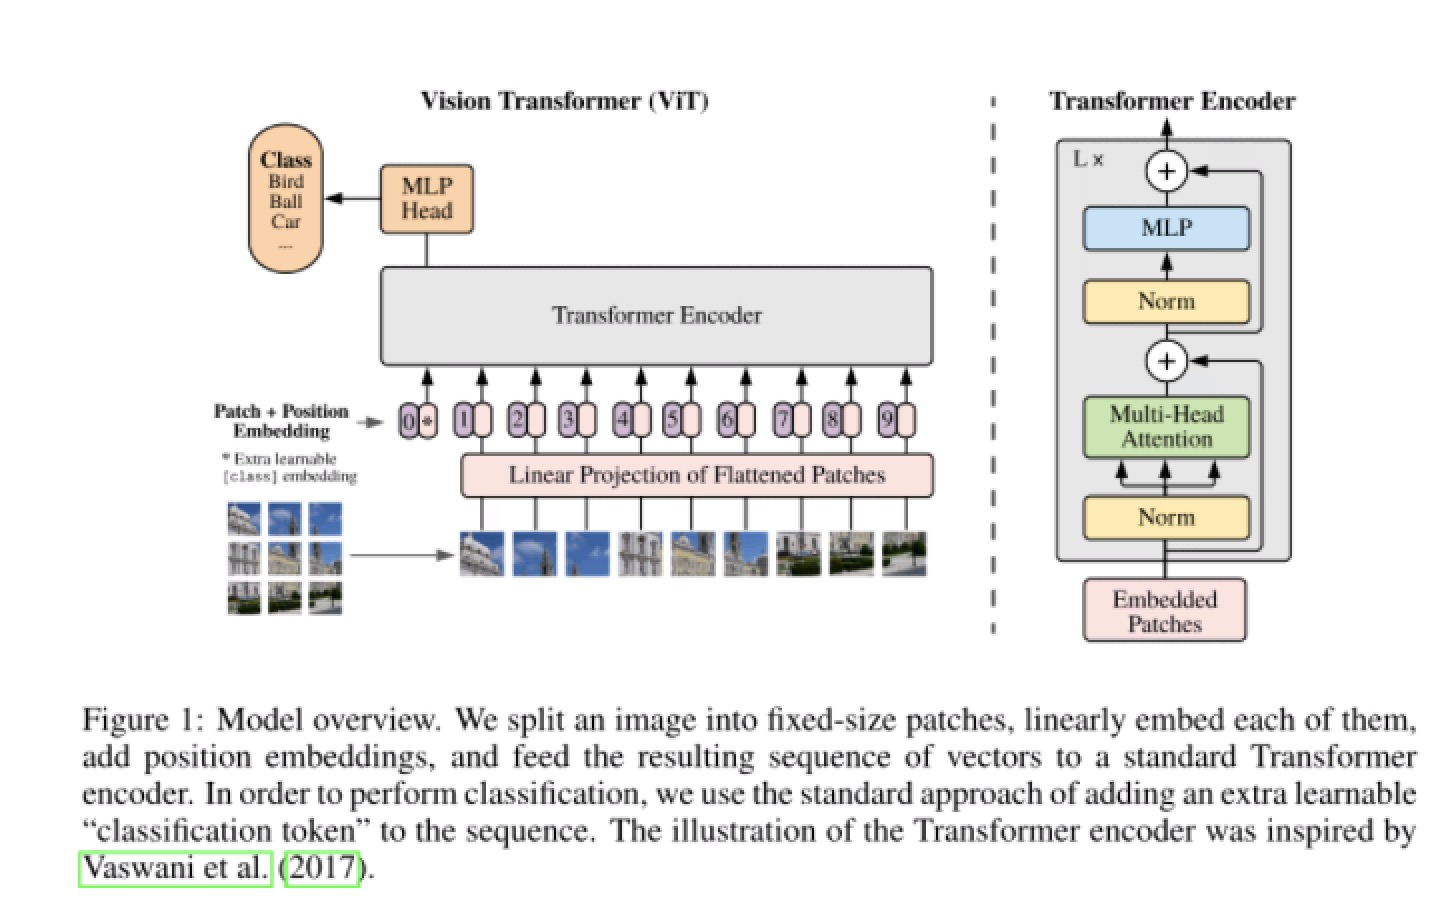 Vision Transformer (ViT)
Class
Bird
Ball
Car
...
MLP
Head
Transformer Encoder
Patch + Position
Embedding
* Extra learnable
[class] embedding
0 * 1 2 3 4 5 6 7 8 9
Linear Projection of Flattened Patches
Transformer Encoder
L ×
+
MLP
Norm
+
Multi-Head
Attention
Norm
Embedded
Patches
Figure 1: Model overview. We split an image into fixed-size patches, linearly embed each of them,
add position embeddings, and feed the resulting sequence of vectors to a standard Transformer
encoder. In order to perform classification, we use the standard approach of adding an extra learnable
“classification token” to the sequence. The illustration of the Transformer encoder was inspired by
Vaswani et al. (2017).